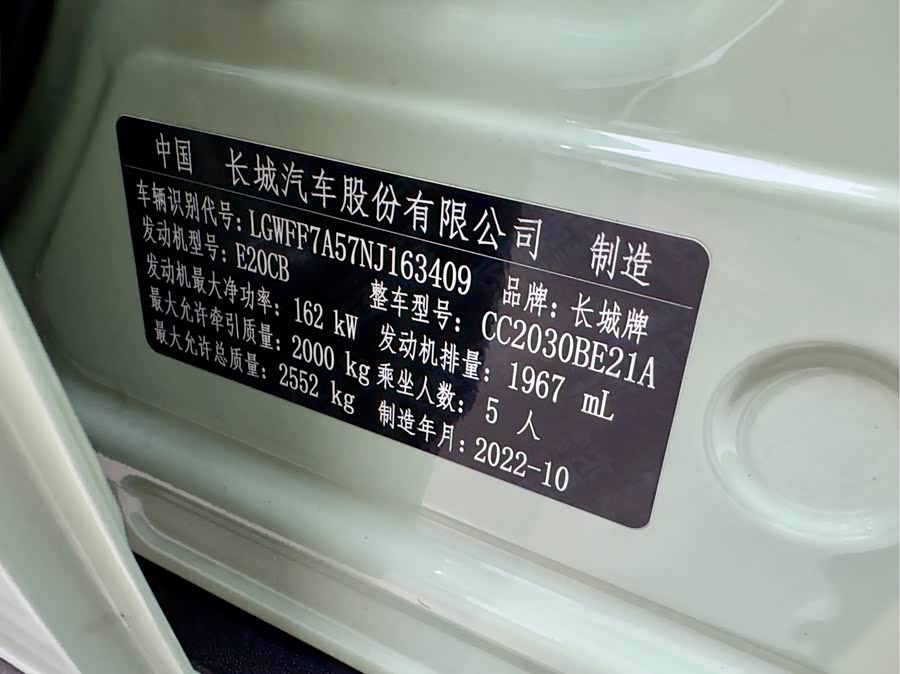 中国 长城汽车股份有限公司 制造
车辆识别代号: LGWFF7A57NJ163409 品牌: 长城牌
发动机型号: E20CB 整车型号: CC2030BE21A
发动机最大净功率: 162 kW 发动机排量: 1967 mL
最大允许牵引质量: 2000 kg 乘坐人数: 5 人
最大允许总质量: 2552 kg 制造年月: 2022-10